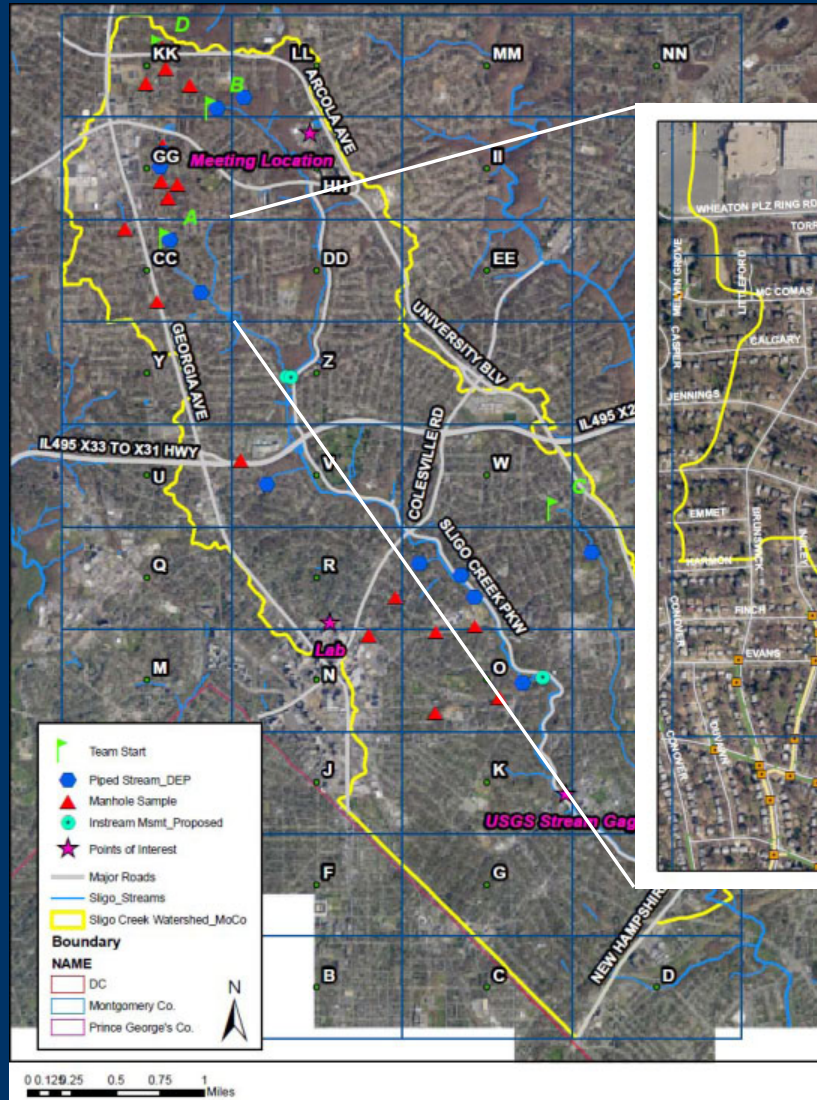 D
KK
LL
MM
NN
B
ARCOLA AVE
GG
Meeting Location
HH
II
A
CC
DD
EE
GEORGIA AVE
UNIVERSITY BLV
Y
Z
COLESVILLE RD
IL495 X33 TO X31 HWY
IL495 X2
U
V
W
C
SLIGO CREEK PKW
Q
R
Lab
M
N
O
J
K
USGS Stream Gag
F
G
NEW HAMPSHIR
B
C
D
WHEATON PLZ RING RD
TORR
MELVIN GROVE
CASPER
LITTLEFORD
MC COMAS
CALGARY
JENNINGS
EMMET
BRUNSWICK
HARMON
CONOVER
FINCH
EVANS
CONOVER
Team Start
Piped Stream_DEP
Manhole Sample
Instream Msmt_Proposed
Points of Interest
Major Roads
Sligo_Streams
Sligo Creek Watershed_MoCo
Boundary
NAME
DC
Montgomery Co.
Prince George's Co.
N
0 0.125 0.25 0.5 0.75 1
Miles